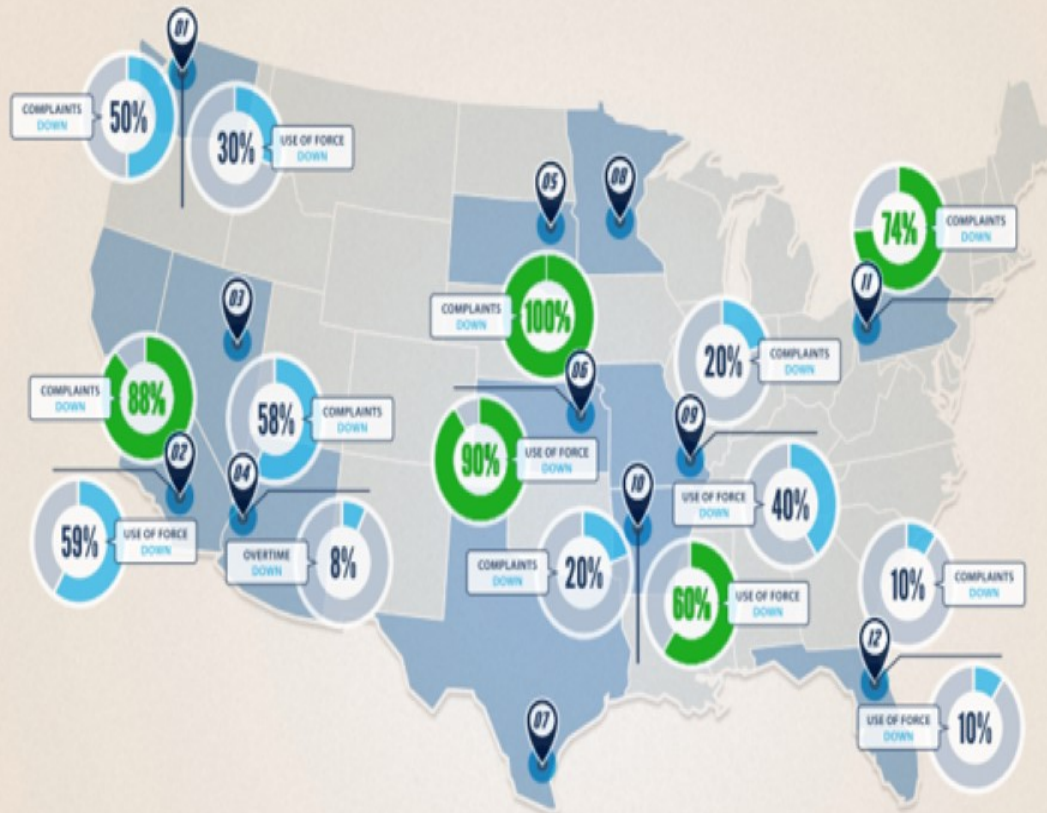 01
COMPLAINTS
DOWN
50%
30%
USE OF FORCE
DOWN
05
08
74%
COMPLAINTS
DOWN
11
03
COMPLAINTS
DOWN
100%
20%
COMPLAINTS
DOWN
06
COMPLAINTS
DOWN
88%
58%
COMPLAINTS
DOWN
09
02
04
90%
USE OF FORCE
DOWN
10
USE OF FORCE
DOWN
40%
59%
USE OF FORCE
DOWN
OVERTIME
DOWN
8%
COMPLAINTS
DOWN
20%
60%
USE OF FORCE
DOWN
10%
COMPLAINTS
DOWN
12
07
USE OF FORCE
DOWN
10%